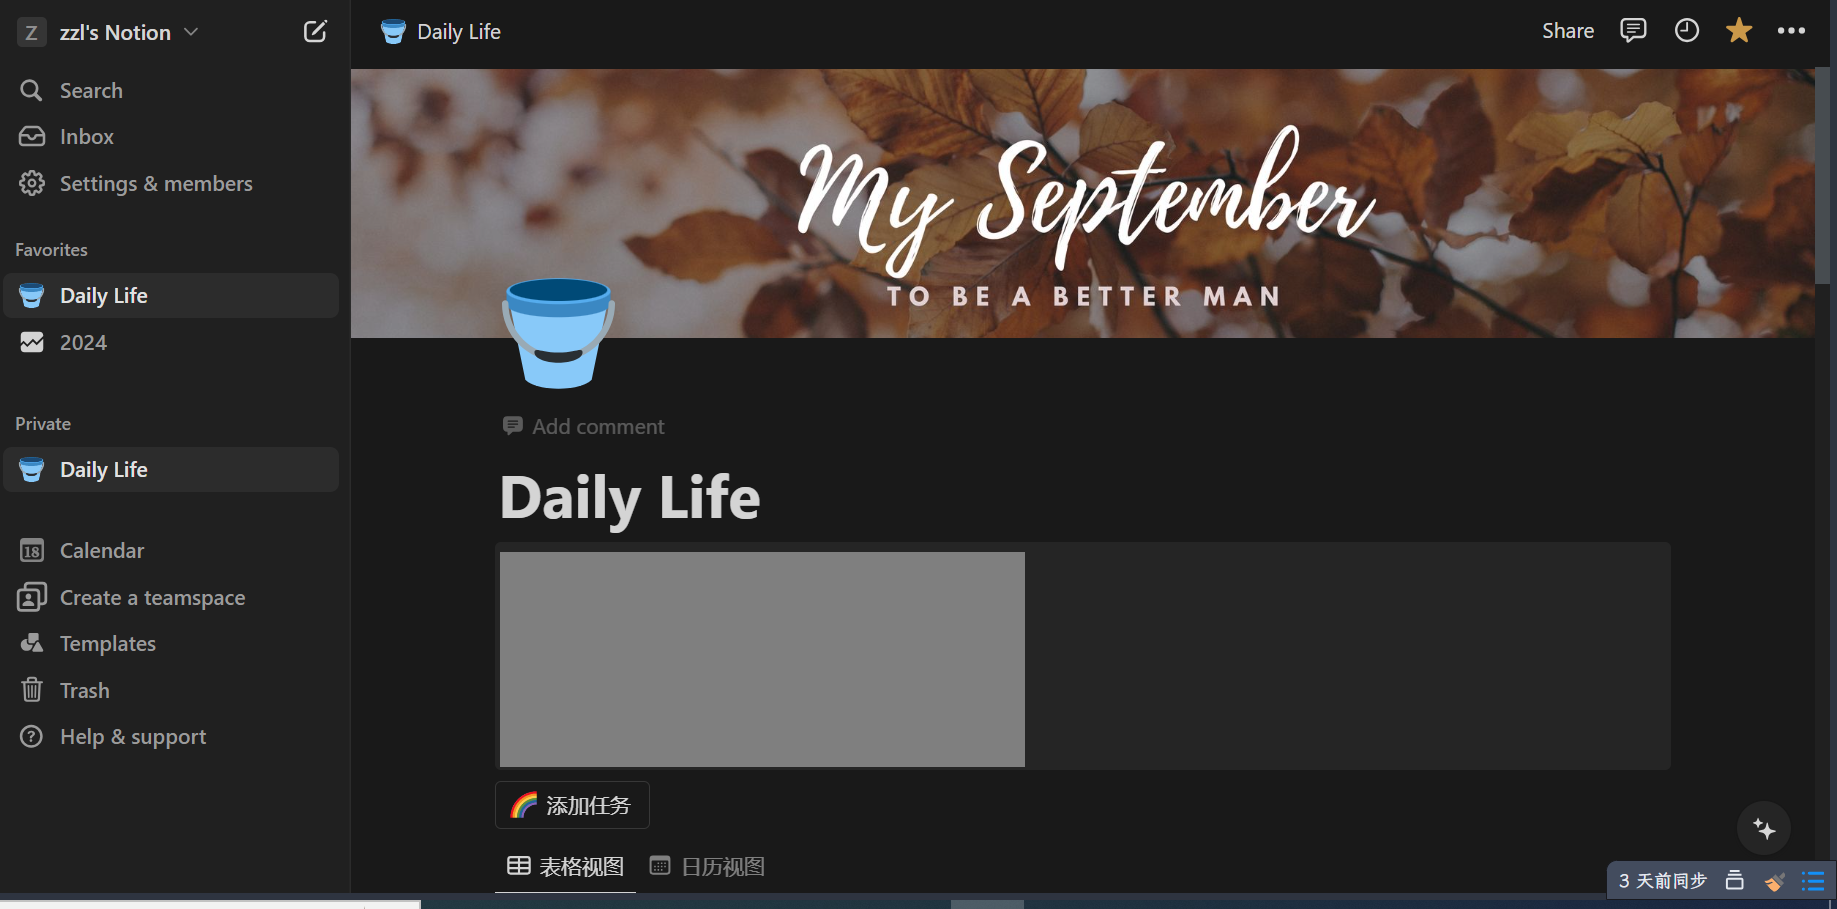 Z zzl's Notion
Search
Inbox
Settings & members
Favorites
Daily Life
2024
Private
Daily Life
18 Calendar
Create a teamspace
Templates
Trash
Help & support
Daily Life
Share
My September
TO BE A BETTER MAN
Add comment
Daily Life
添加任务
表格视图 日历视图
3 天前同步